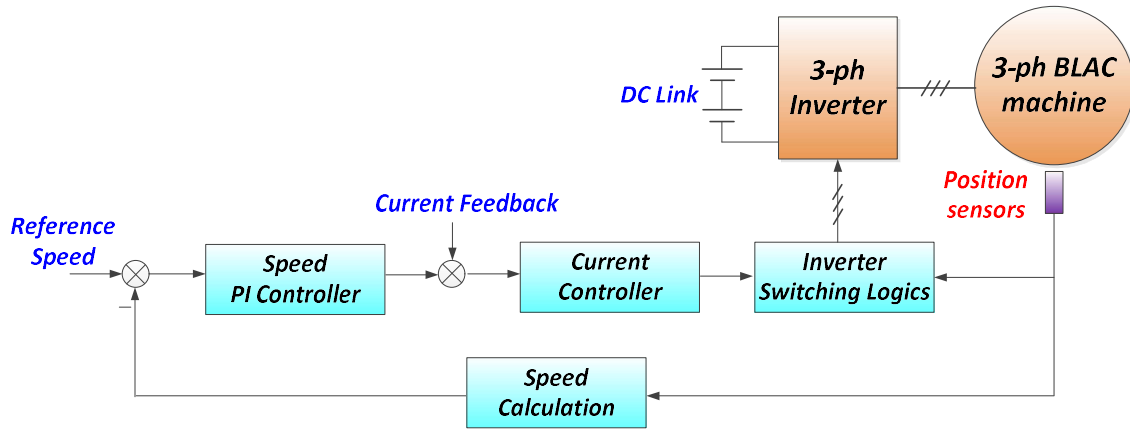 3-ph
Inverter
3-ph BLAC
machine
DC Link
Position
sensors
Current Feedback
Reference
Speed
Speed
PI Controller
Current
Controller
Inverter
Switching Logics
Speed
Calculation